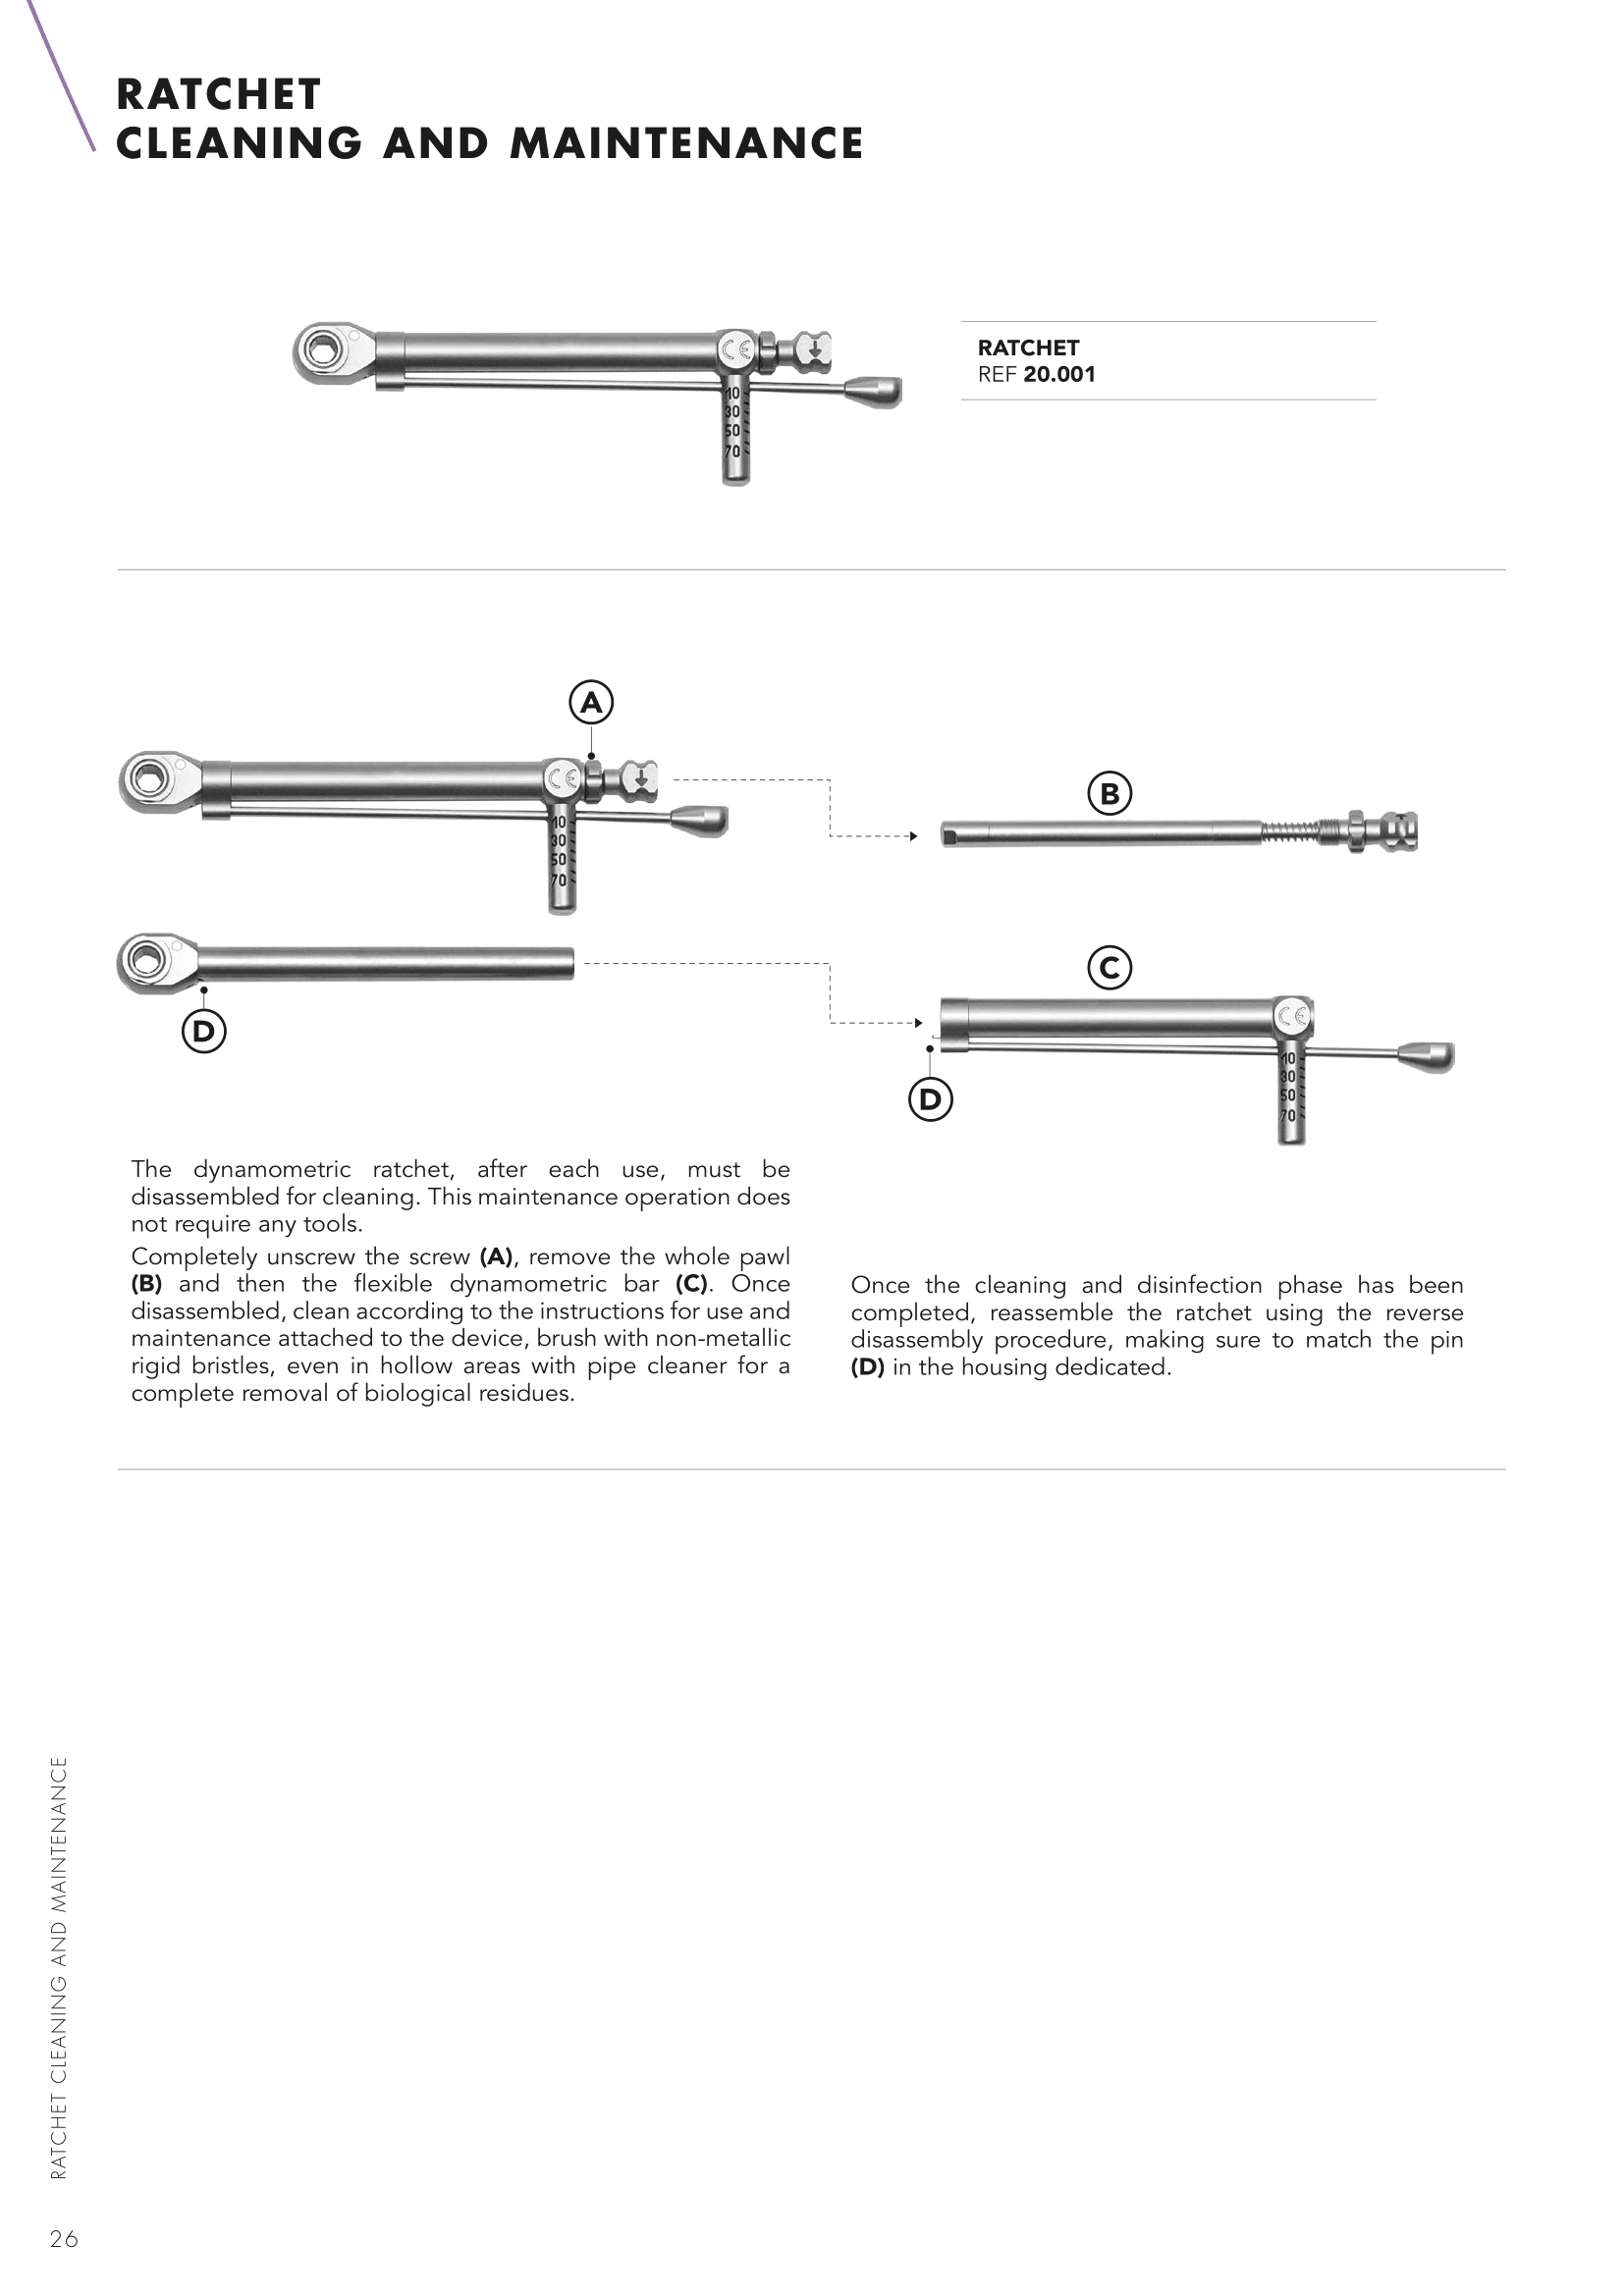 RATCHET
CLEANING AND MAINTENANCE
CE
10
30
50
70
RATCHET
REF 20.001
A
CE
10
30
50
70
B
D
C
CE
10
30
50
70
D
The dynamometric ratchet, after each use, must be
disassembled for cleaning. This maintenance operation does
not require any tools.
Completely unscrew the screw (A), remove the whole pawl
(B) and then the flexible dynamometric bar (C). Once
disassembled, clean according to the instructions for use and
maintenance attached to the device, brush with non-metallic
rigid bristles, even in hollow areas with pipe cleaner for a
complete removal of biological residues.
Once the cleaning and disinfection phase has been
completed, reassemble the ratchet using the reverse
disassembly procedure, making sure to match the pin
(D) in the housing dedicated.
RATCHET CLEANING AND MAINTENANCE
26